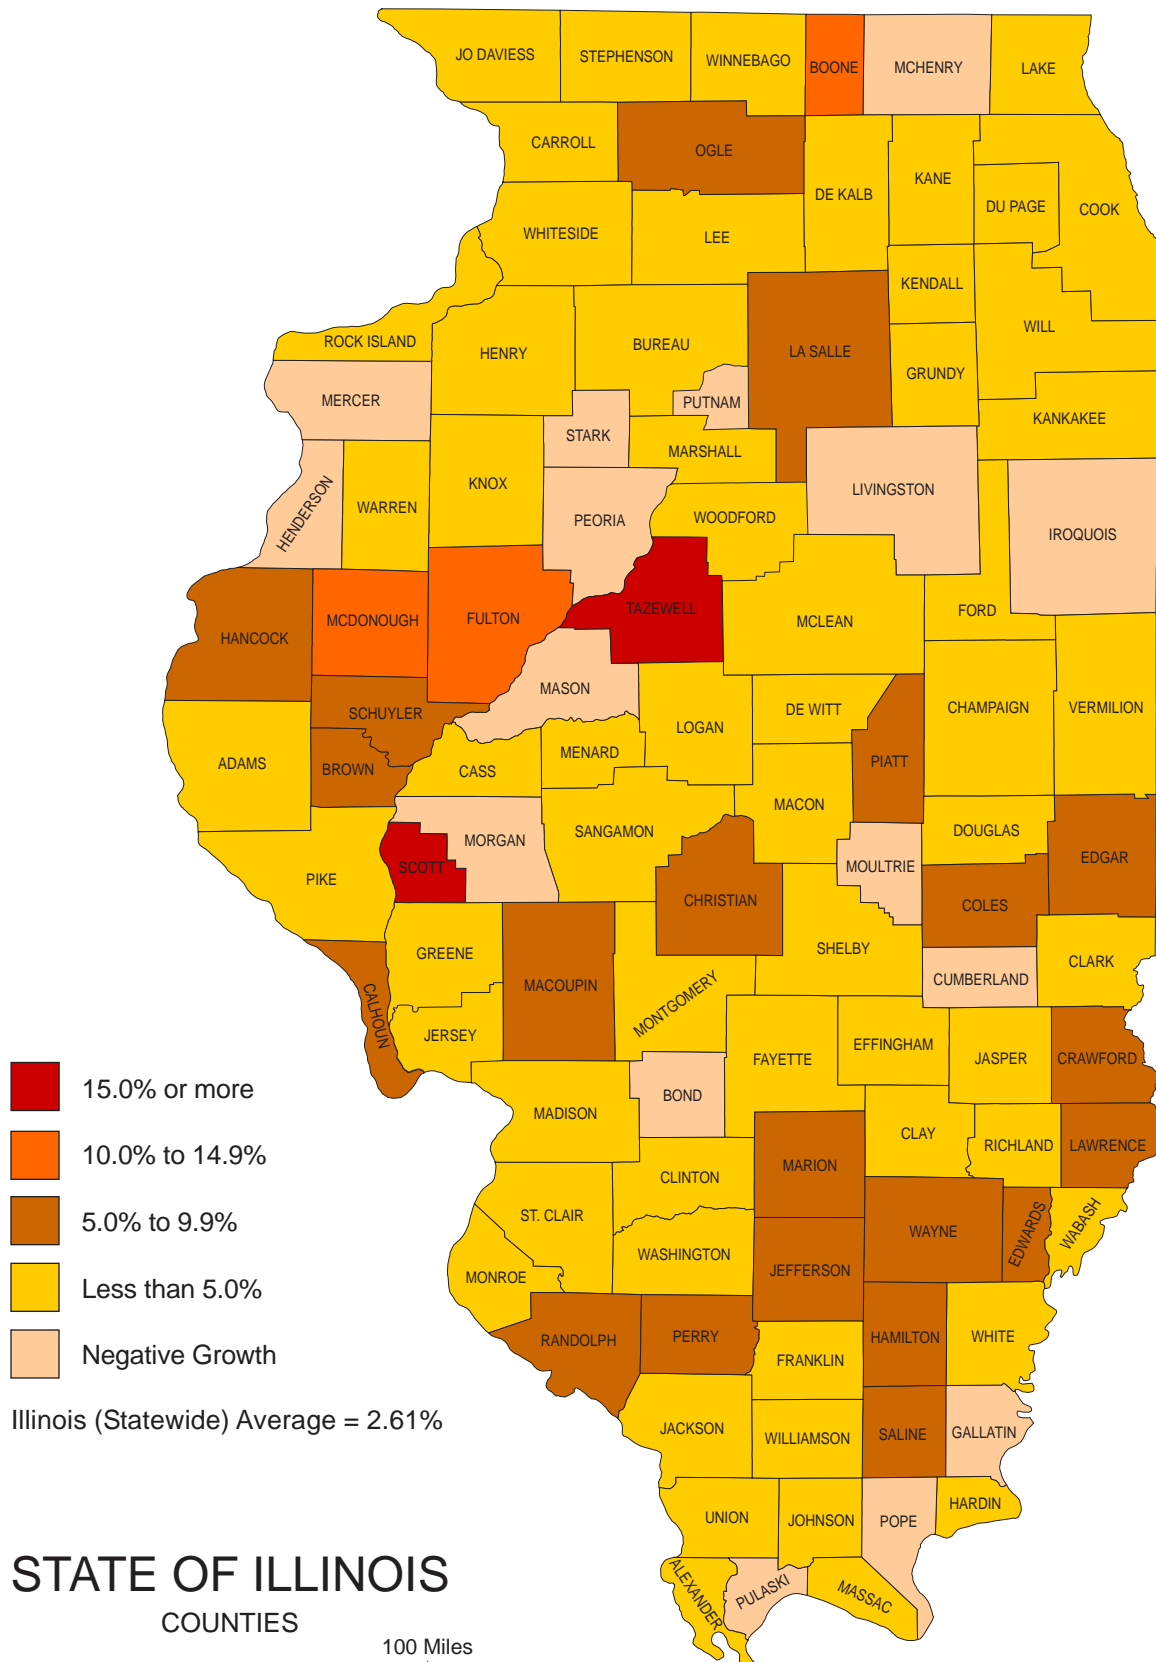 JO DAVIESS
STEPHENSON
WINNEBAGO
BOONE
MCHENRY
LAKE
CARROLL
OGLE
DE KALB
KANE
DU PAGE
COOK
WHITESIDE
LEE
KENDALL
WILL
ROCK ISLAND
HENRY
BUREAU
LA SALLE
GRUNDY
MERCER
PUTNAM
KANKAKEE
STARK
MARSHALL
HENDERSON
WARREN
KNOX
PEORIA
WOODFORD
LIVINGSTON
IROQUOIS
HANCOCK
MCDONOUGH
FULTON
TAZEWELL
MCLEAN
FORD
SCHUYLER
MASON
LOGAN
DE WITT
CHAMPAIGN
VERMILION
ADAMS
BROWN
CASS
MENARD
PIATT
MACON
SANGAMON
MORGAN
SCOTT
PIKE
DOUGLAS
MOULTRIE
EDGAR
CHRISTIAN
COLES
GREENE
MACOUPIN
MONTGOMERY
SHELBY
CUMBERLAND
CLARK
CALHOUN
JERSEY
FAYETTE
EFFINGHAM
JASPER
CRAWFORD
BOND
MADISON
CLAY
RICHLAND
LAWRENCE
MARION
CLINTON
ST. CLAIR
WASHINGTON
WAYNE
EDWARDS
WABASH
MONROE
JEFFERSON
RANDOLPH
PERRY
HAMILTON
WHITE
FRANKLIN
JACKSON
WILLIAMSON
SALINE
GALLATIN
UNION
JOHNSON
POPE
HARDIN
ALEXANDER
PULASKI
MASSAC
15.0% or more
10.0% to 14.9%
5.0% to 9.9%
Less than 5.0%
Negative Growth
Illinois (Statewide) Average = 2.61%
STATE OF ILLINOIS
COUNTIES
100 Miles